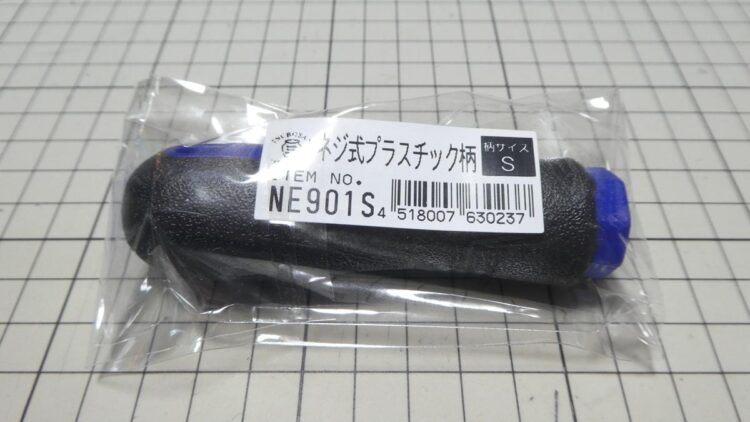 TSUBOSAN
ネジ式プラスチック柄
柄サイズ
S
ITEM NO.
NE901S
4 518007 630237